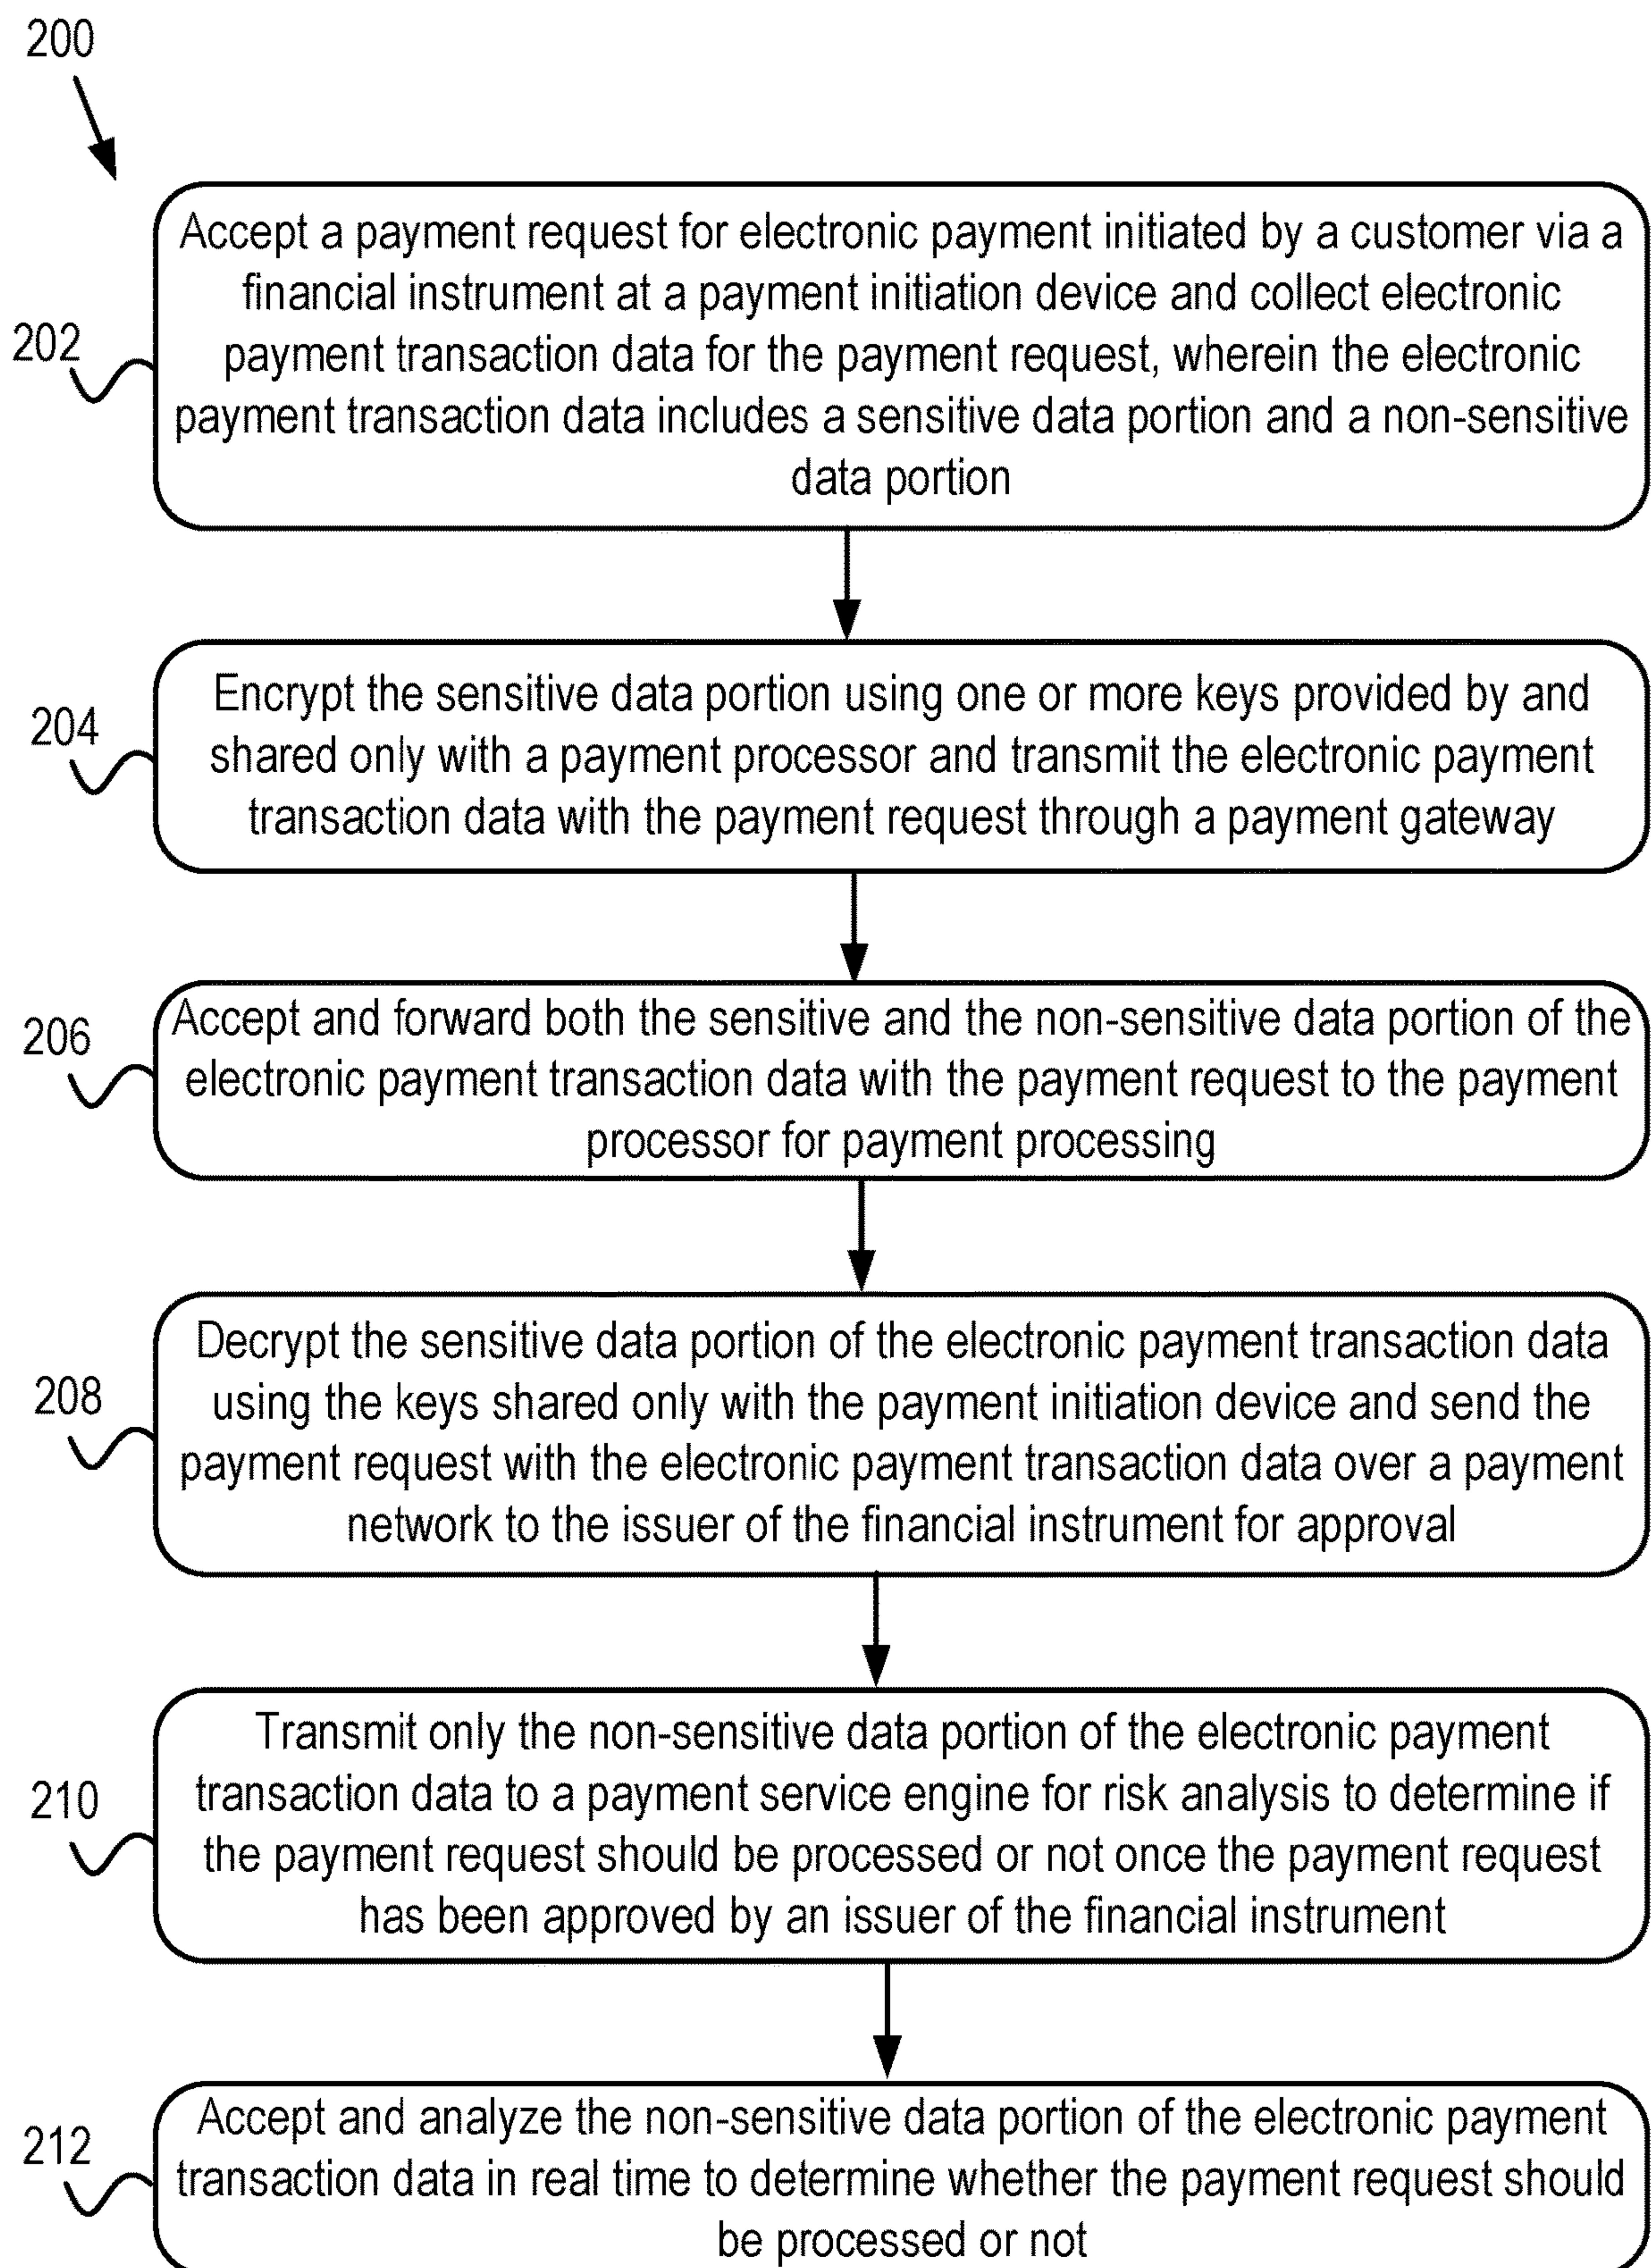 200
202
Accept a payment request for electronic payment initiated by a customer via a
financial instrument at a payment initiation device and collect electronic
payment transaction data for the payment request, wherein the electronic
payment transaction data includes a sensitive data portion and a non-sensitive
data portion
204
Encrypt the sensitive data portion using one or more keys provided by and
shared only with a payment processor and transmit the electronic payment
transaction data with the payment request through a payment gateway
206
Accept and forward both the sensitive and the non-sensitive data portion of the
electronic payment transaction data with the payment request to the payment
processor for payment processing
208
Decrypt the sensitive data portion of the electronic payment transaction data
using the keys shared only with the payment initiation device and send the
payment request with the electronic payment transaction data over a payment
network to the issuer of the financial instrument for approval
210
Transmit only the non-sensitive data portion of the electronic payment
transaction data to a payment service engine for risk analysis to determine if
the payment request should be processed or not once the payment request
has been approved by an issuer of the financial instrument
212
Accept and analyze the non-sensitive data portion of the electronic payment
transaction data in real time to determine whether the payment request should
be processed or not